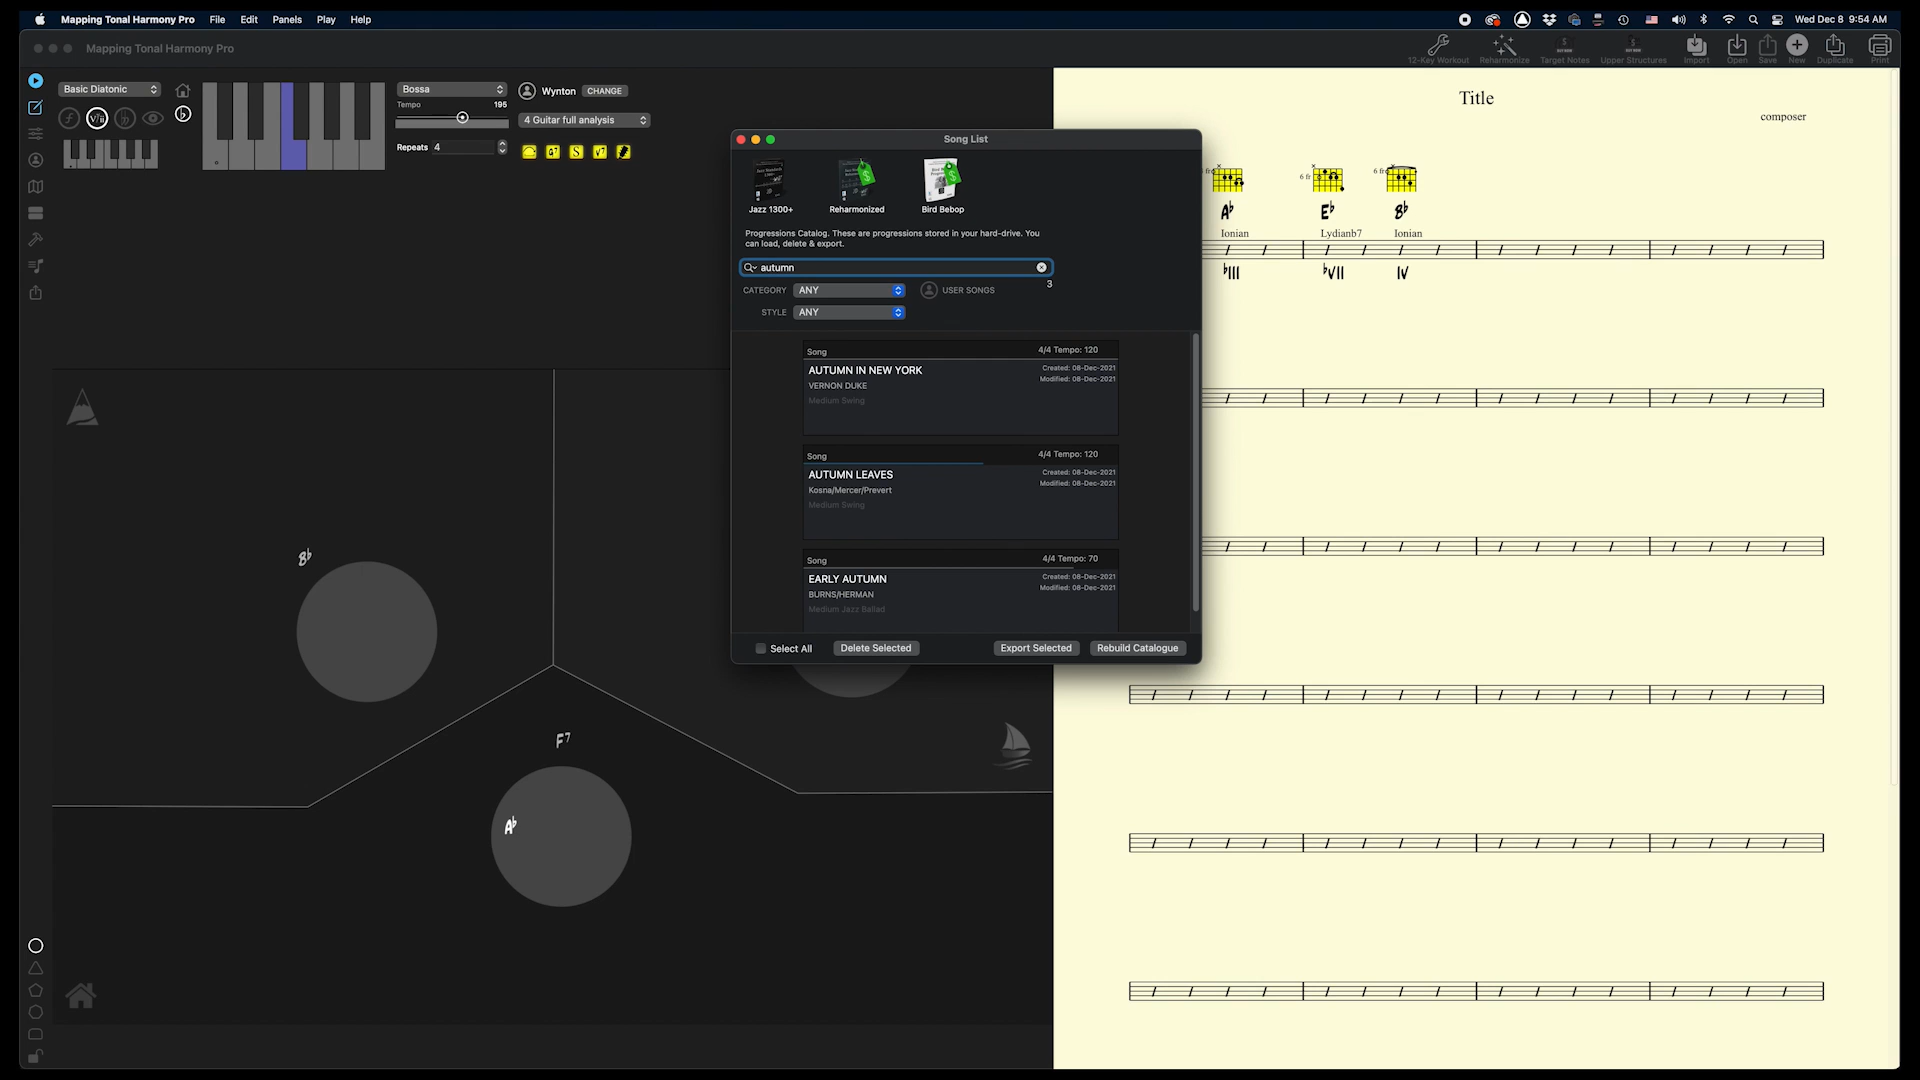 Mapping Tonal Harmony Pro File Edit Panels Play Help
Wed Dec 8 9:54 AM
Mapping Tonal Harmony Pro
12-Key Workout Reharmonize Target Notes Upper Structures Import Open Save New Duplicate Print
Basic Diatonic
Bossa
Wynton CHANGE
Tempo 195
4 Guitar full analysis
Repeats 4
Title
composer
Song List
Jazz 1300+ Reharmonized Bird Bebop
Progressions Catalog. These are progressions stored in your hard-drive. You
can load, delete & export.
autumn
3
CATEGORY ANY USER SONGS
STYLE ANY
Song 4/4 Tempo: 120
AUTUMN IN NEW YORK Created: 08-Dec-2021
VERNON DUKE Modified: 08-Dec-2021
Medium Swing
Song 4/4 Tempo: 120
AUTUMN LEAVES Created: 08-Dec-2021
Kosna/Mercer/Prevert Modified: 08-Dec-2021
Medium Swing
Song 4/4 Tempo: 70
EARLY AUTUMN Created: 08-Dec-2021
BURNS/HERMAN Modified: 08-Dec-2021
Medium Jazz Ballad
Select All Delete Selected Export Selected Rebuild Catalogue
6 fr 6 fr
A♭ E♭ B♭
Ionian Lydianb7 Ionian
♭III ♭VII IV
B♭
F7
A♭